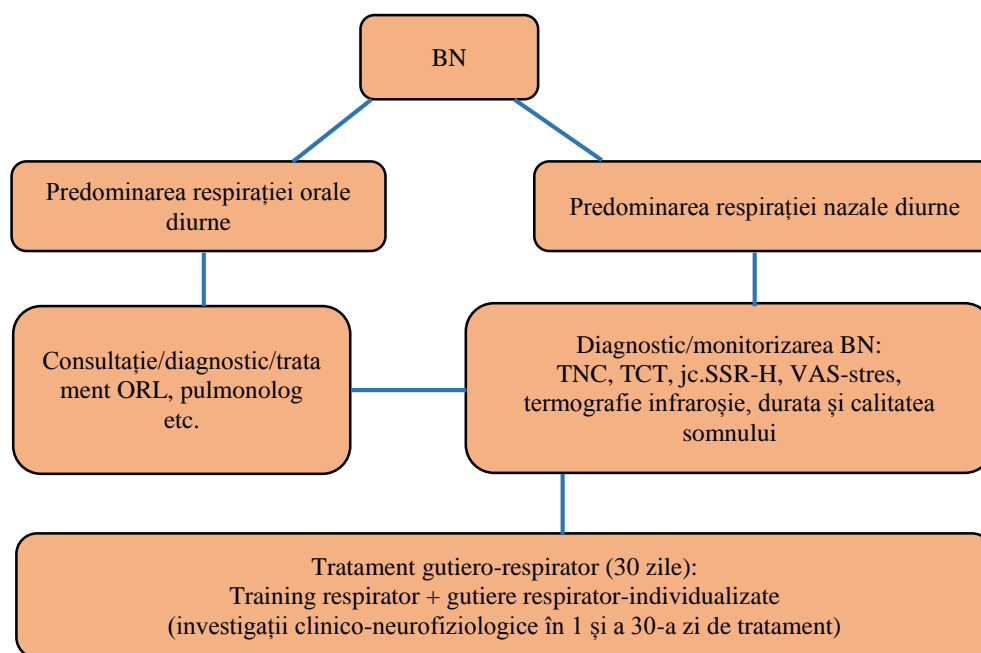 BN
Predominarea respirației orale
diurne
Predominarea respirației nazale diurne
Consultație/diagnostic/trata
ment ORL, pulmonolog
etc.
Diagnostic/monitorizarea BN:
TNC, TCT, jc.SSR-H, VAS-stres,
termografie infraroșie, durata și calitatea
somnului
Tratament gutiero-respirator (30 zile):
Training respirator + gutiere respirator-individualizate
(investigații clinico-neurofiziologice în 1 și a 30-a zi de tratament)